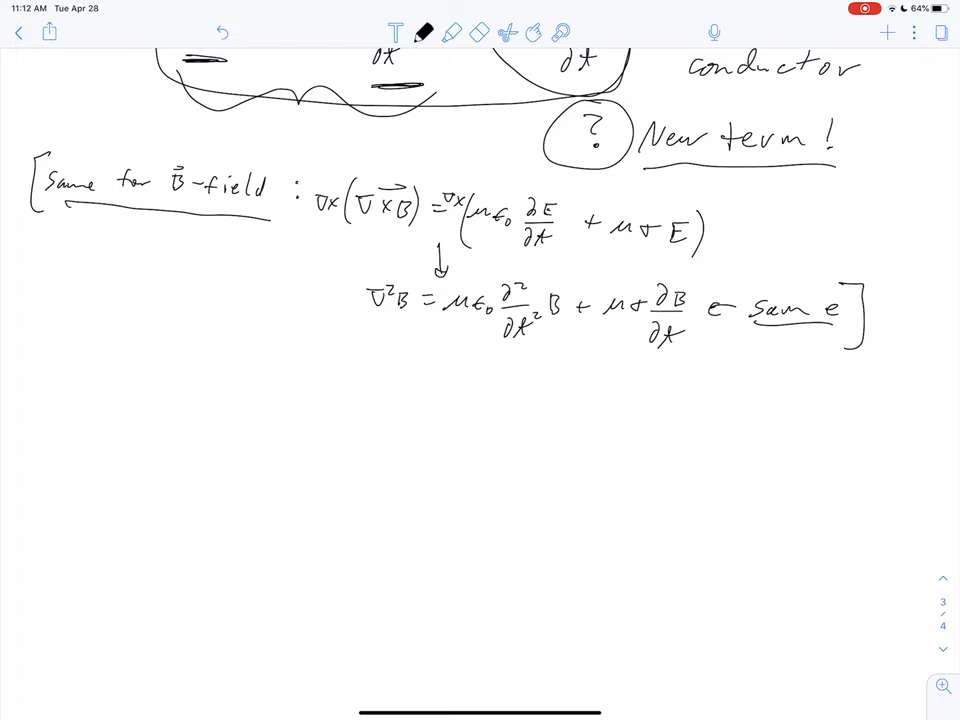 11:12 AM Tue Apr 28
64%
∂t ∂t conductor
? New term!
[Same for B⃗-field : ∇×(∇×B⃗) = ∇×(με₀ ∂E/∂t + μσE)
↓
∇²B = με₀ ∂²/∂t² B + μσ ∂B/∂t ← same]
3
/
4